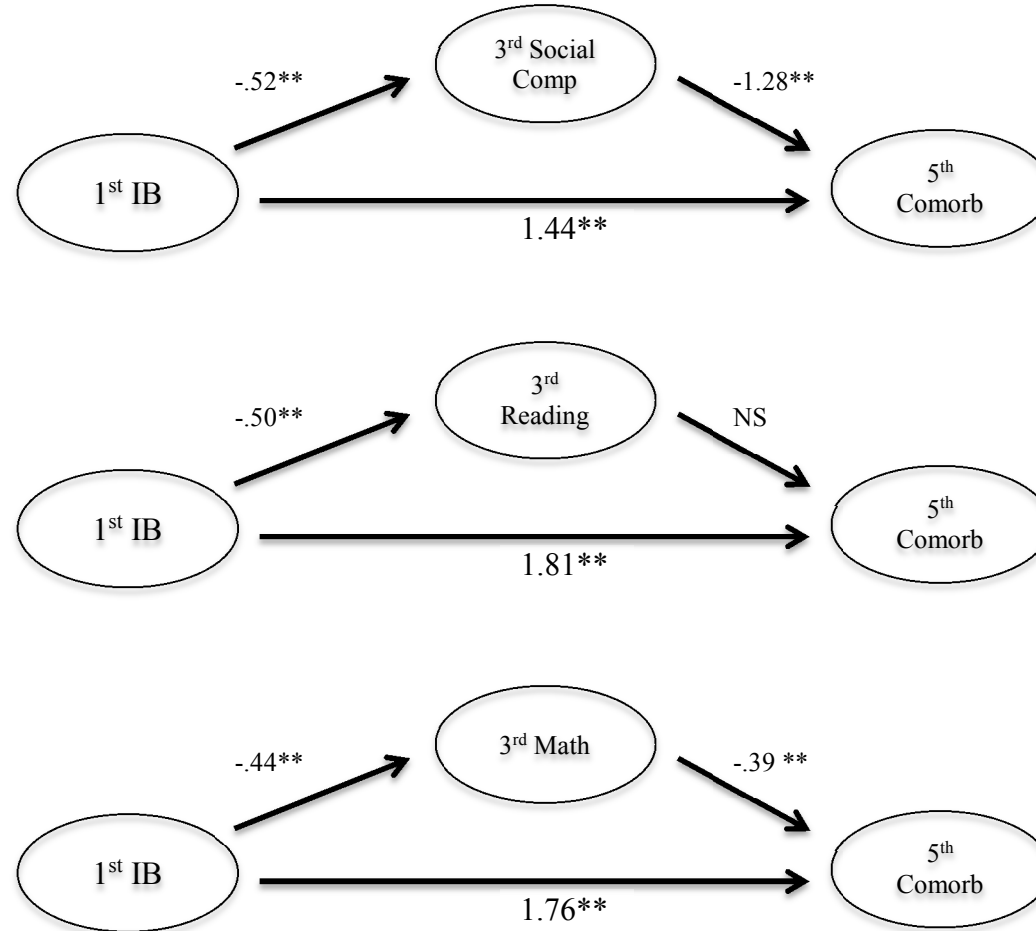 3rd Social
Comp
-.52**
-1.28**
1st IB
5th
Comorb
1.44**
3rd
Reading
-.50**
NS
1st IB
5th
Comorb
1.81**
3rd Math
-.44**
-.39 **
1st IB
5th
Comorb
1.76**